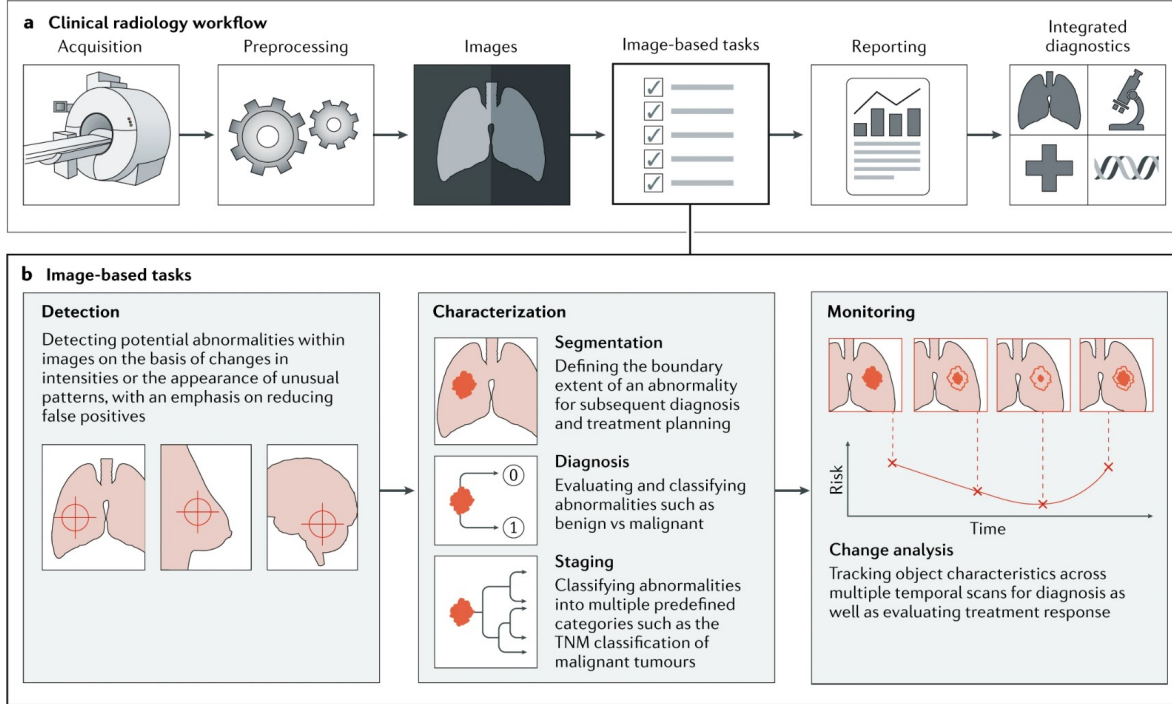 a Clinical radiology workflow
Acquisition
Preprocessing
Images
Image-based tasks
Reporting
Integrated
diagnostics
b Image-based tasks
Detection
Detecting potential abnormalities within
images on the basis of changes in
intensities or the appearance of unusual
patterns, with an emphasis on reducing
false positives
Characterization
Segmentation
Defining the boundary
extent of an abnormality
for subsequent diagnosis
and treatment planning
0
1
Diagnosis
Evaluating and classifying
abnormalities such as
benign vs malignant
Staging
Classifying abnormalities
into multiple predefined
categories such as the
TNM classification of
malignant tumours
Monitoring
Risk
Time
Change analysis
Tracking object characteristics across
multiple temporal scans for diagnosis as
well as evaluating treatment response